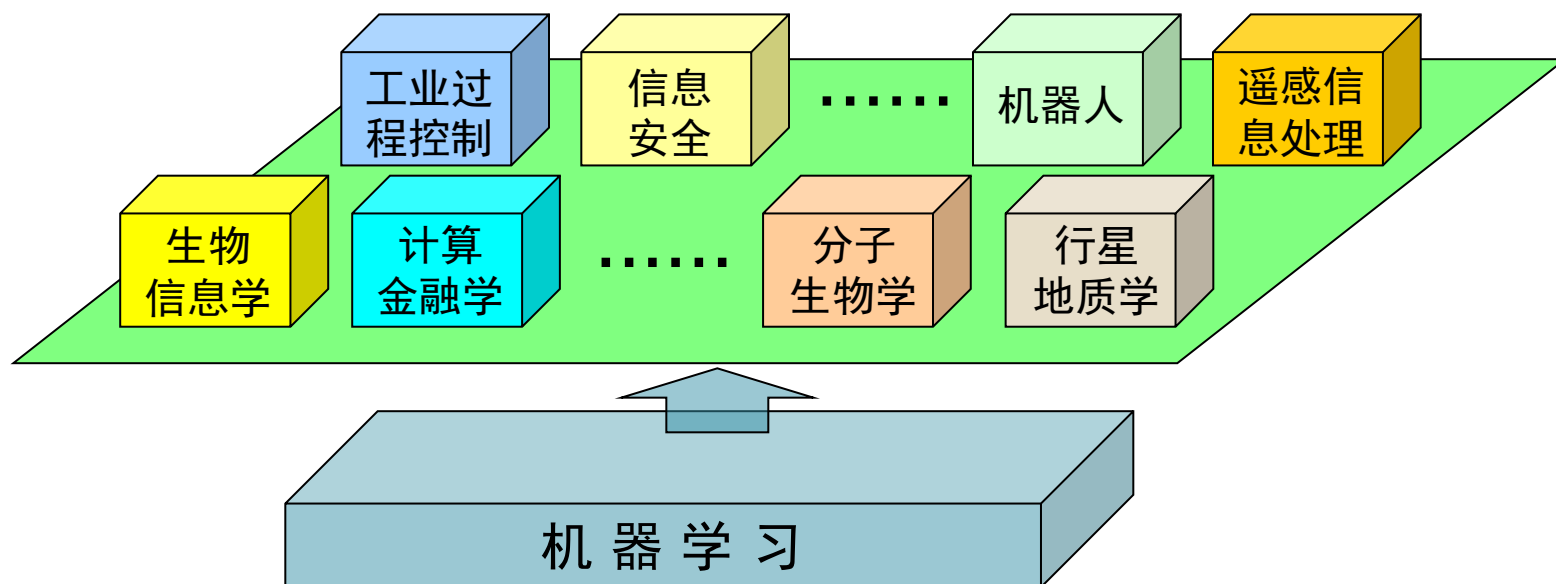 工业过
程控制
信息
安全
······
机器人
遥感信
息处理
生物
信息学
计算
金融学
······
分子
生物学
行星
地质学
机器学习